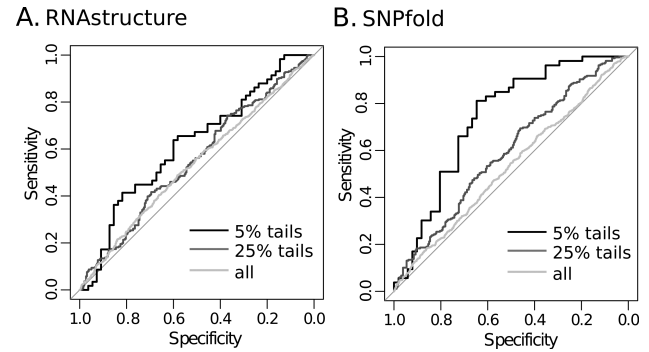 A. RNAstructure
Sensitivity
0.0 0.2 0.4 0.6 0.8 1.0
5% tails
25% tails
all
1.0 0.8 0.6 0.4 0.2 0.0
Specificity
B. SNPfold
Sensitivity
0.0 0.2 0.4 0.6 0.8 1.0
5% tails
25% tails
all
1.0 0.8 0.6 0.4 0.2 0.0
Specificity